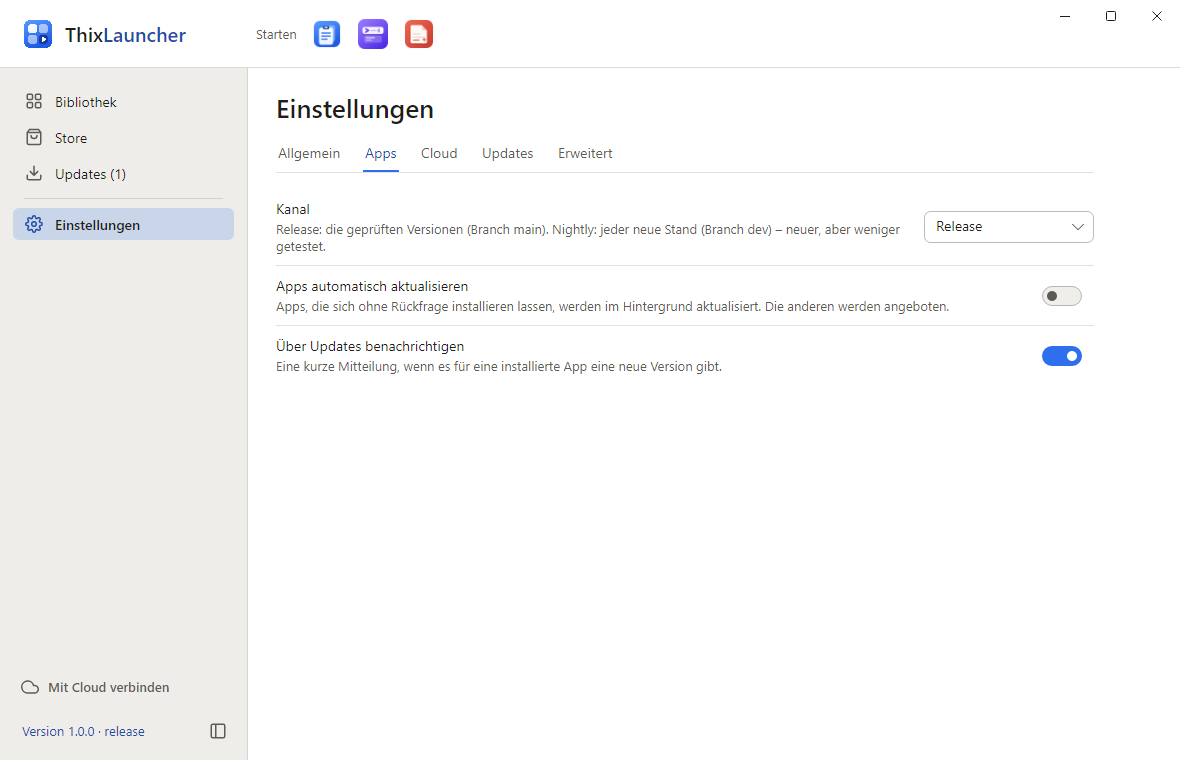 ThixLauncher
Starten
Bibliothek
Store
Updates (1)
Einstellungen
Mit Cloud verbinden
Version 1.0.0 · release
Einstellungen
Allgemein Apps Cloud Updates Erweitert
Kanal
Release: die geprüften Versionen (Branch main). Nightly: jeder neue Stand (Branch dev) – neuer, aber weniger
getestet.
Release
Apps automatisch aktualisieren
Apps, die sich ohne Rückfrage installieren lassen, werden im Hintergrund aktualisiert. Die anderen werden angeboten.
Über Updates benachrichtigen
Eine kurze Mitteilung, wenn es für eine installierte App eine neue Version gibt.